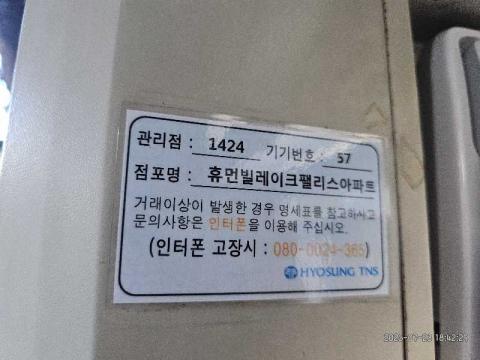 관리점 : 1424 기기번호 : 57
점포명 : 휴먼빌레이크팰리스아파트
거래이상이 발생한 경우 명세표를 참고하시고
문의사항은 인터폰을 이용해 주십시오.
(인터폰 고장시 : 080-0024-365)
HYOSUNG TNS
18:42:21